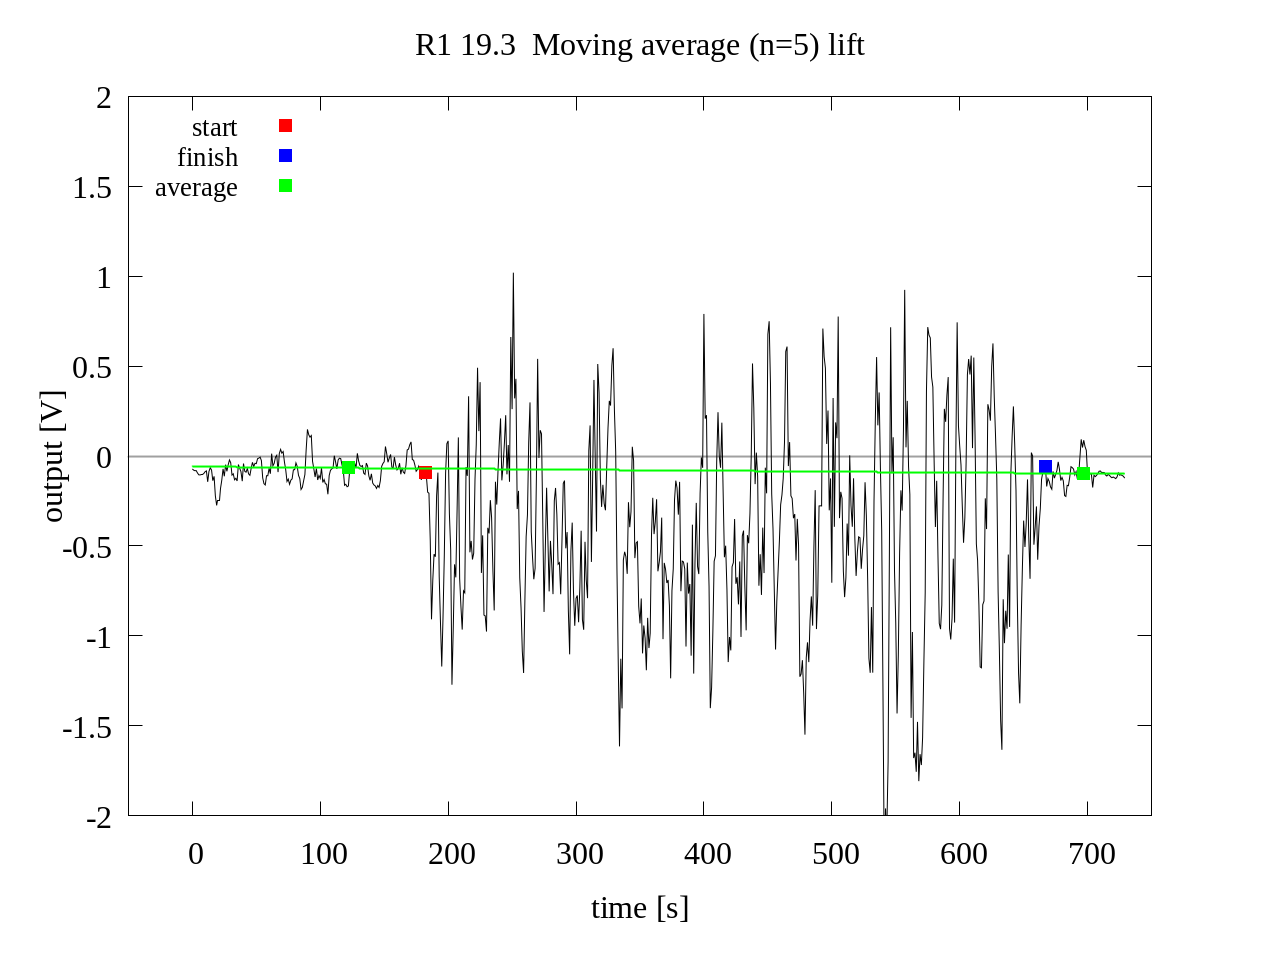 R1 19.3  Moving average (n=5) lift
start
finish
average
2
1.5
1
0.5
0
-0.5
-1
-1.5
-2
output [V]
0 100 200 300 400 500 600 700
time [s]